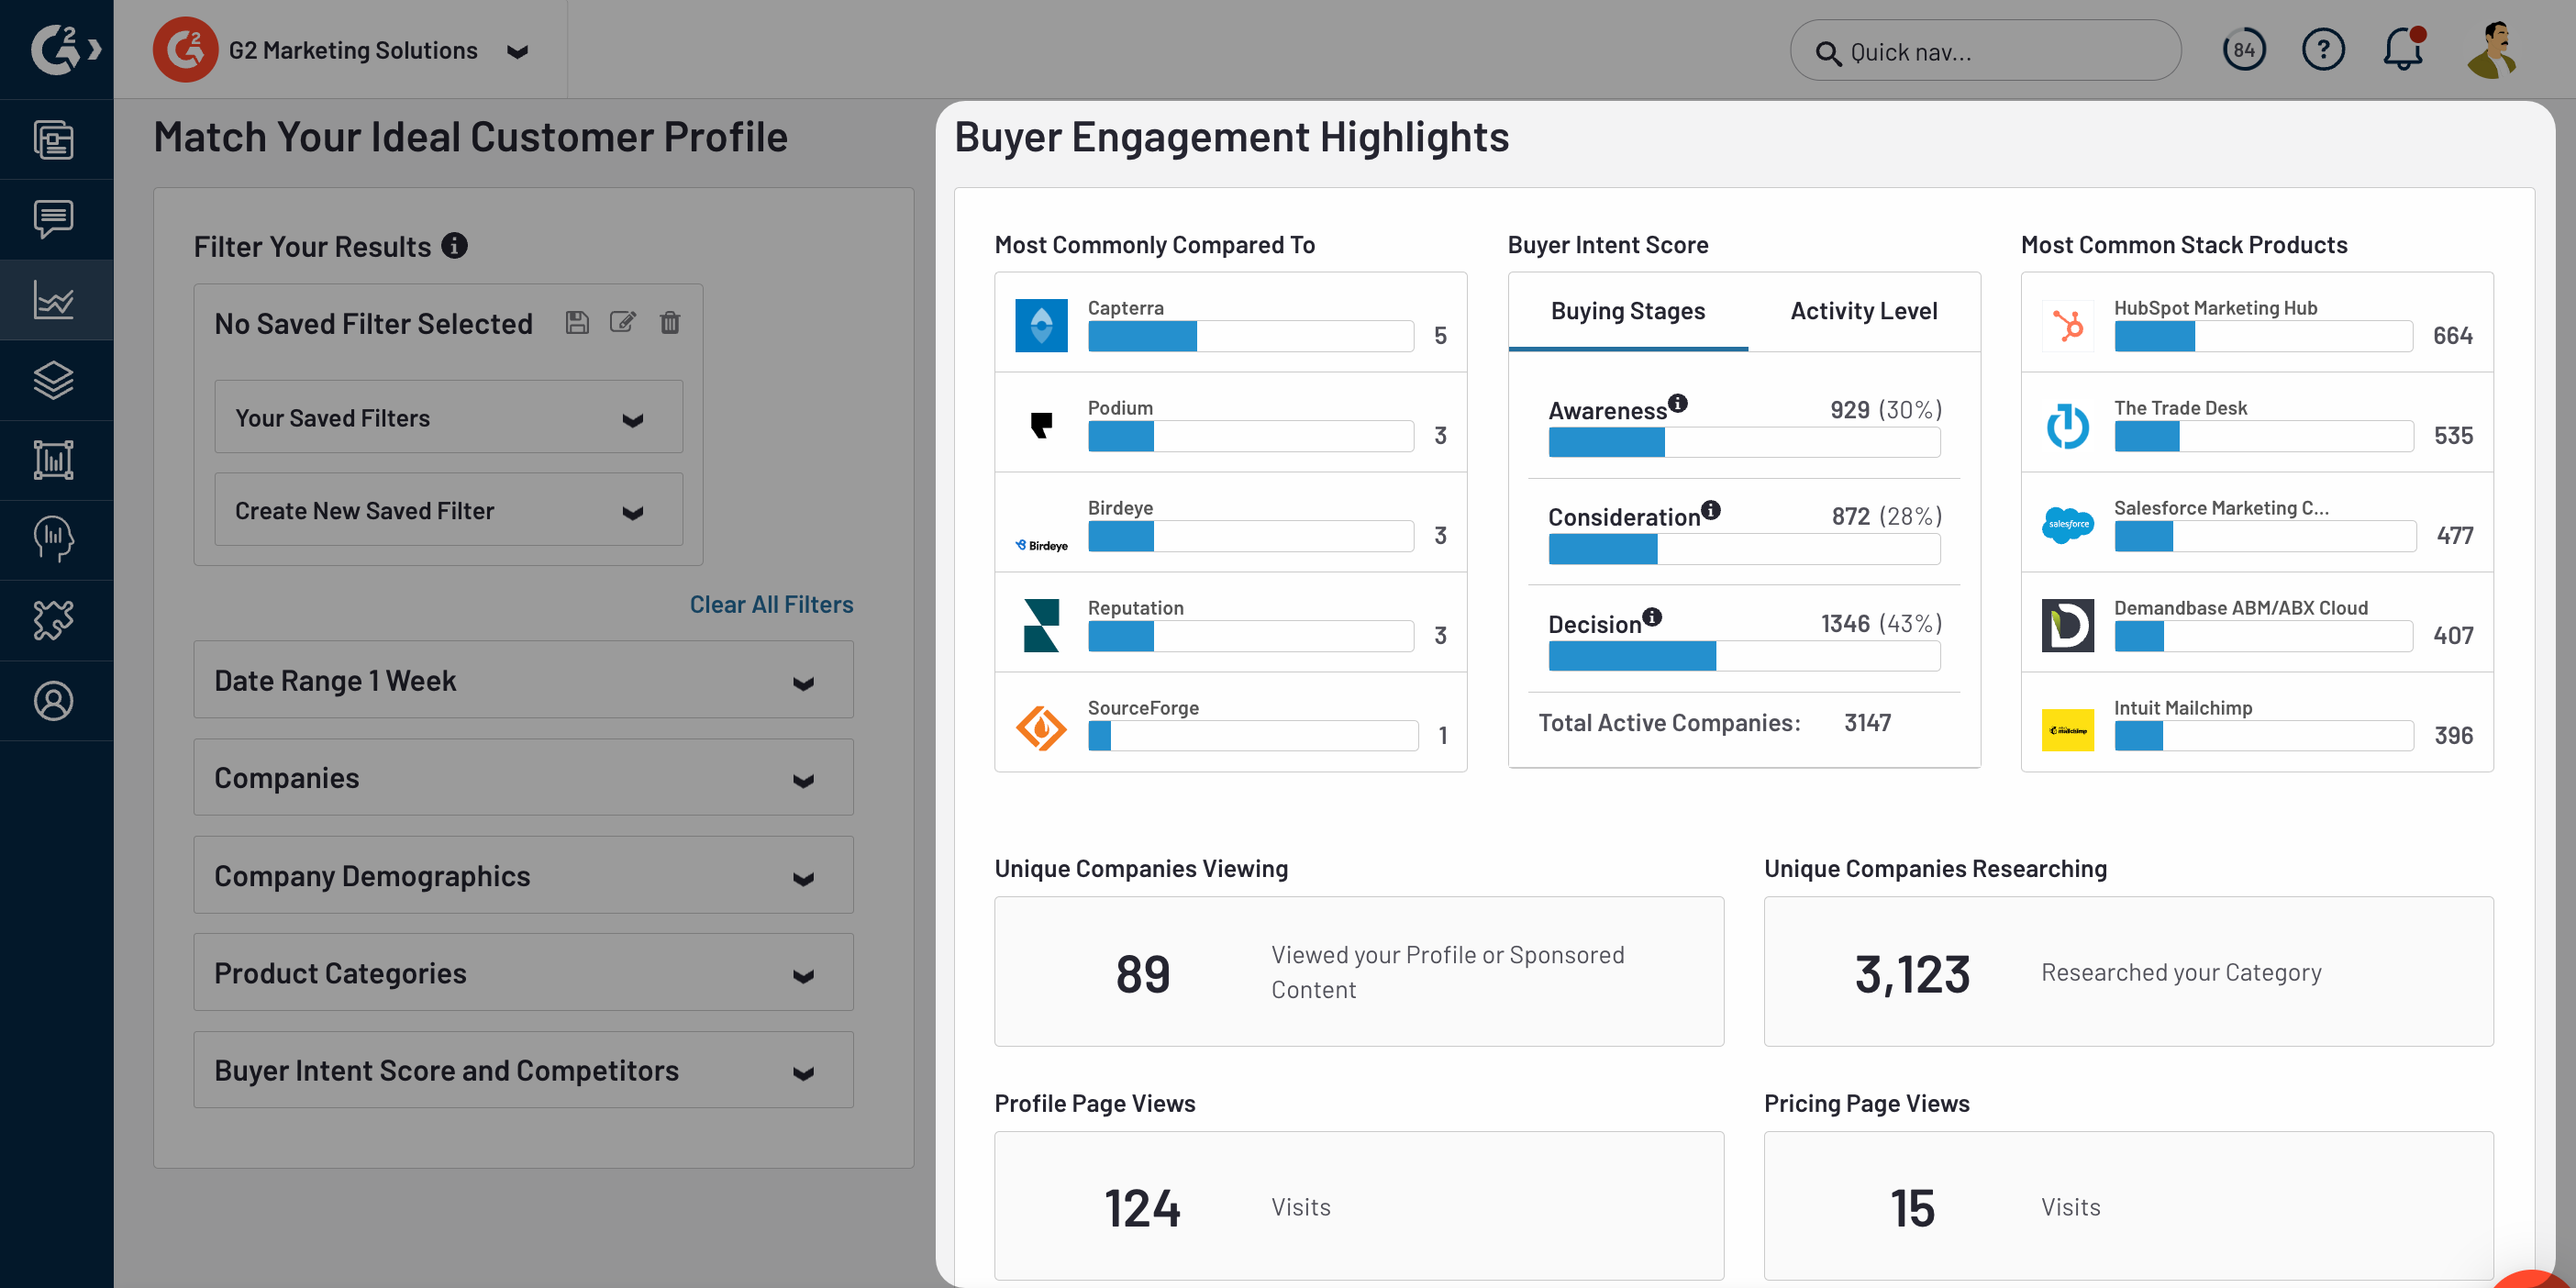 G2 Marketing Solutions
Quick nav...
84
Match Your Ideal Customer Profile
Filter Your Results
No Saved Filter Selected
Your Saved Filters
Create New Saved Filter
Clear All Filters
Date Range 1 Week
Companies
Company Demographics
Product Categories
Buyer Intent Score and Competitors
Buyer Engagement Highlights
Most Commonly Compared To
Capterra
5
Podium
3
Birdeye
Birdeye
3
Reputation
3
SourceForge
1
Buyer Intent Score
Buying Stages
Activity Level
Awareness
929 (30%)
Consideration
872 (28%)
Decision
1346 (43%)
Total Active Companies: 3147
Most Common Stack Products
HubSpot Marketing Hub
664
The Trade Desk
535
Salesforce Marketing C...
salesforce
477
Demandbase ABM/ABX Cloud
407
Intuit Mailchimp
mailchimp
396
Unique Companies Viewing
89
Viewed your Profile or Sponsored
Content
Unique Companies Researching
3,123
Researched your Category
Profile Page Views
124
Visits
Pricing Page Views
15
Visits